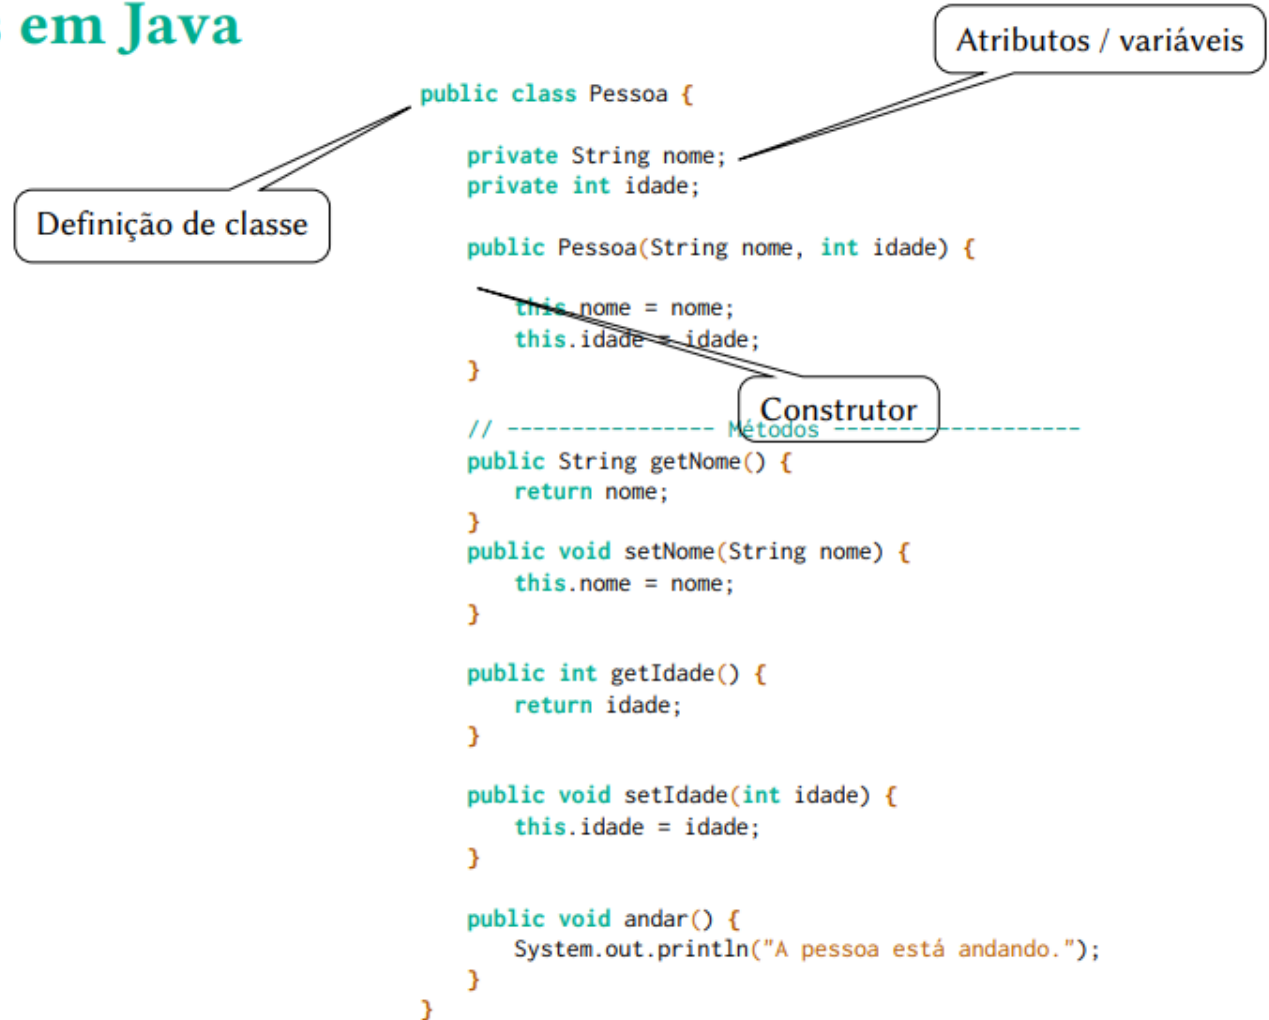 s em Java
Atributos / variáveis
public class Pessoa {
private String nome;
private int idade;
Definição de classe
public Pessoa(String nome, int idade) {
this.nome = nome;
this.idade = idade;
}
Construtor
// ---------------- Métodos -------------------
public String getNome() {
return nome;
}
public void setNome(String nome) {
this.nome = nome;
}
public int getIdade() {
return idade;
}
public void setIdade(int idade) {
this.idade = idade;
}
public void andar() {
System.out.println("A pessoa está andando.");
}
}